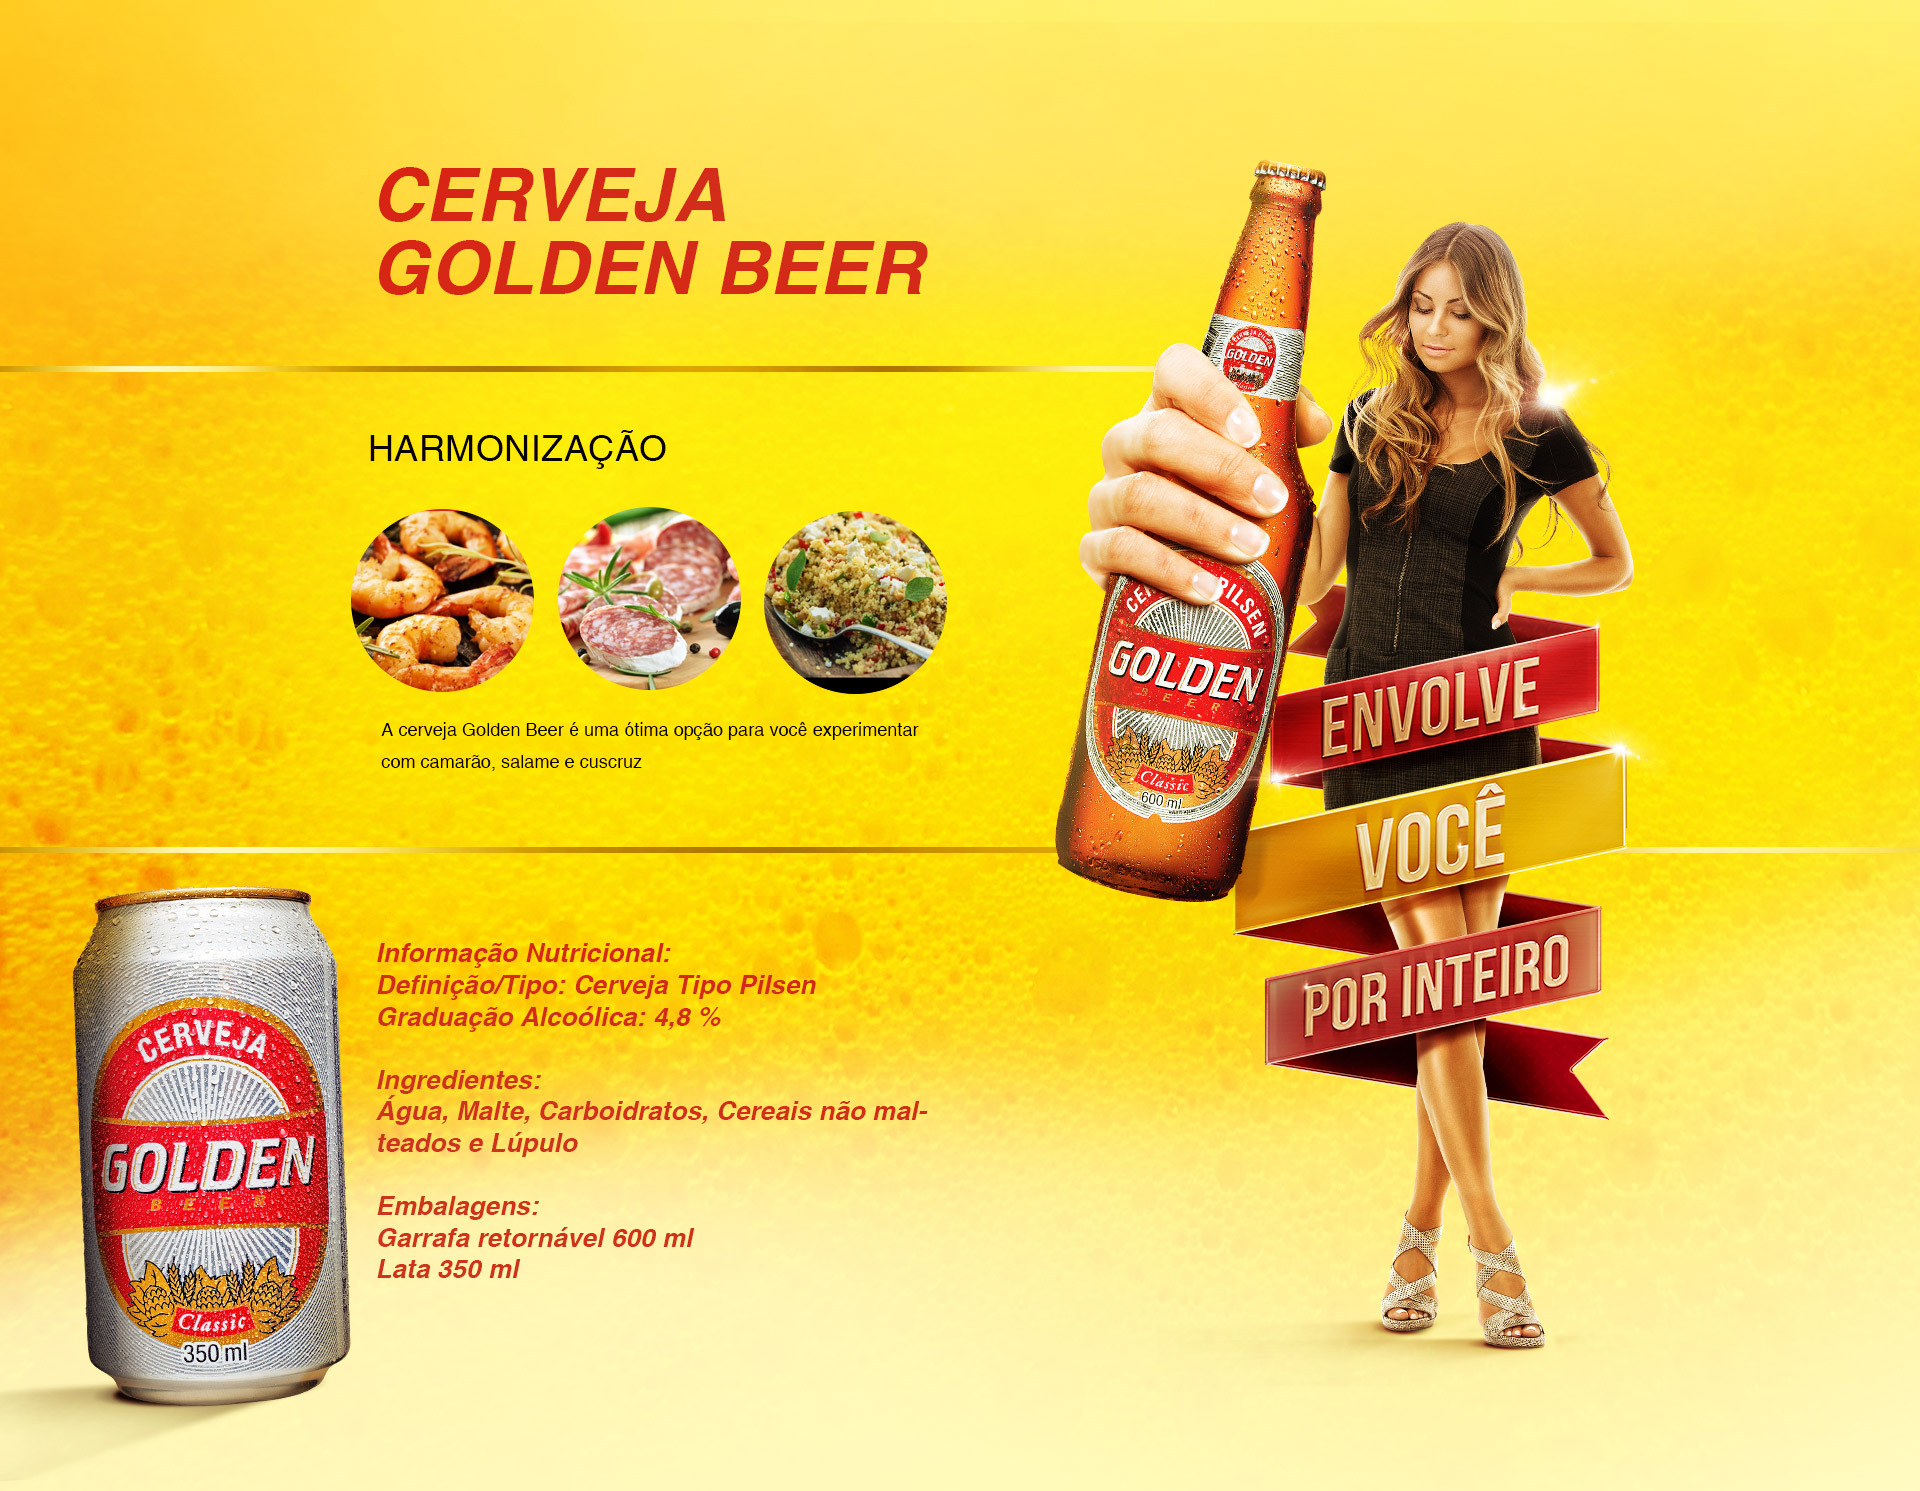 CERVEJA
GOLDEN BEER
HARMONIZAÇÃO
A cerveja Golden Beer é uma ótima opção para você experimentar
com camarão, salame e cuscruz
Informação Nutricional:
Definição/Tipo: Cerveja Tipo Pilsen
Graduação Alcoólica: 4,8 %
Ingredientes:
Água, Malte, Carboidratos, Cereais não mal-
teados e Lúpulo
Embalagens:
Garrafa retornável 600 ml
Lata 350 ml
CERVEJA
GOLDEN
BEER
Classic
350 ml
GOLDEN
PILSEN
GOLDEN
BEER
Classic
600 ml
ENVOLVE
VOCÊ
POR INTEIRO